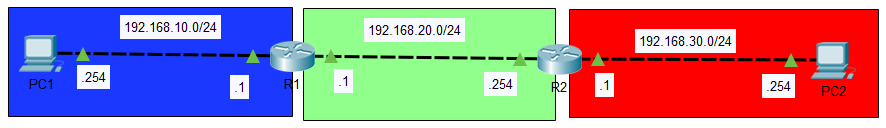 192.168.10.0/24
PC1
.254
.1
R1
192.168.20.0/24
.1
.254
R2
192.168.30.0/24
.1
.254
PC2